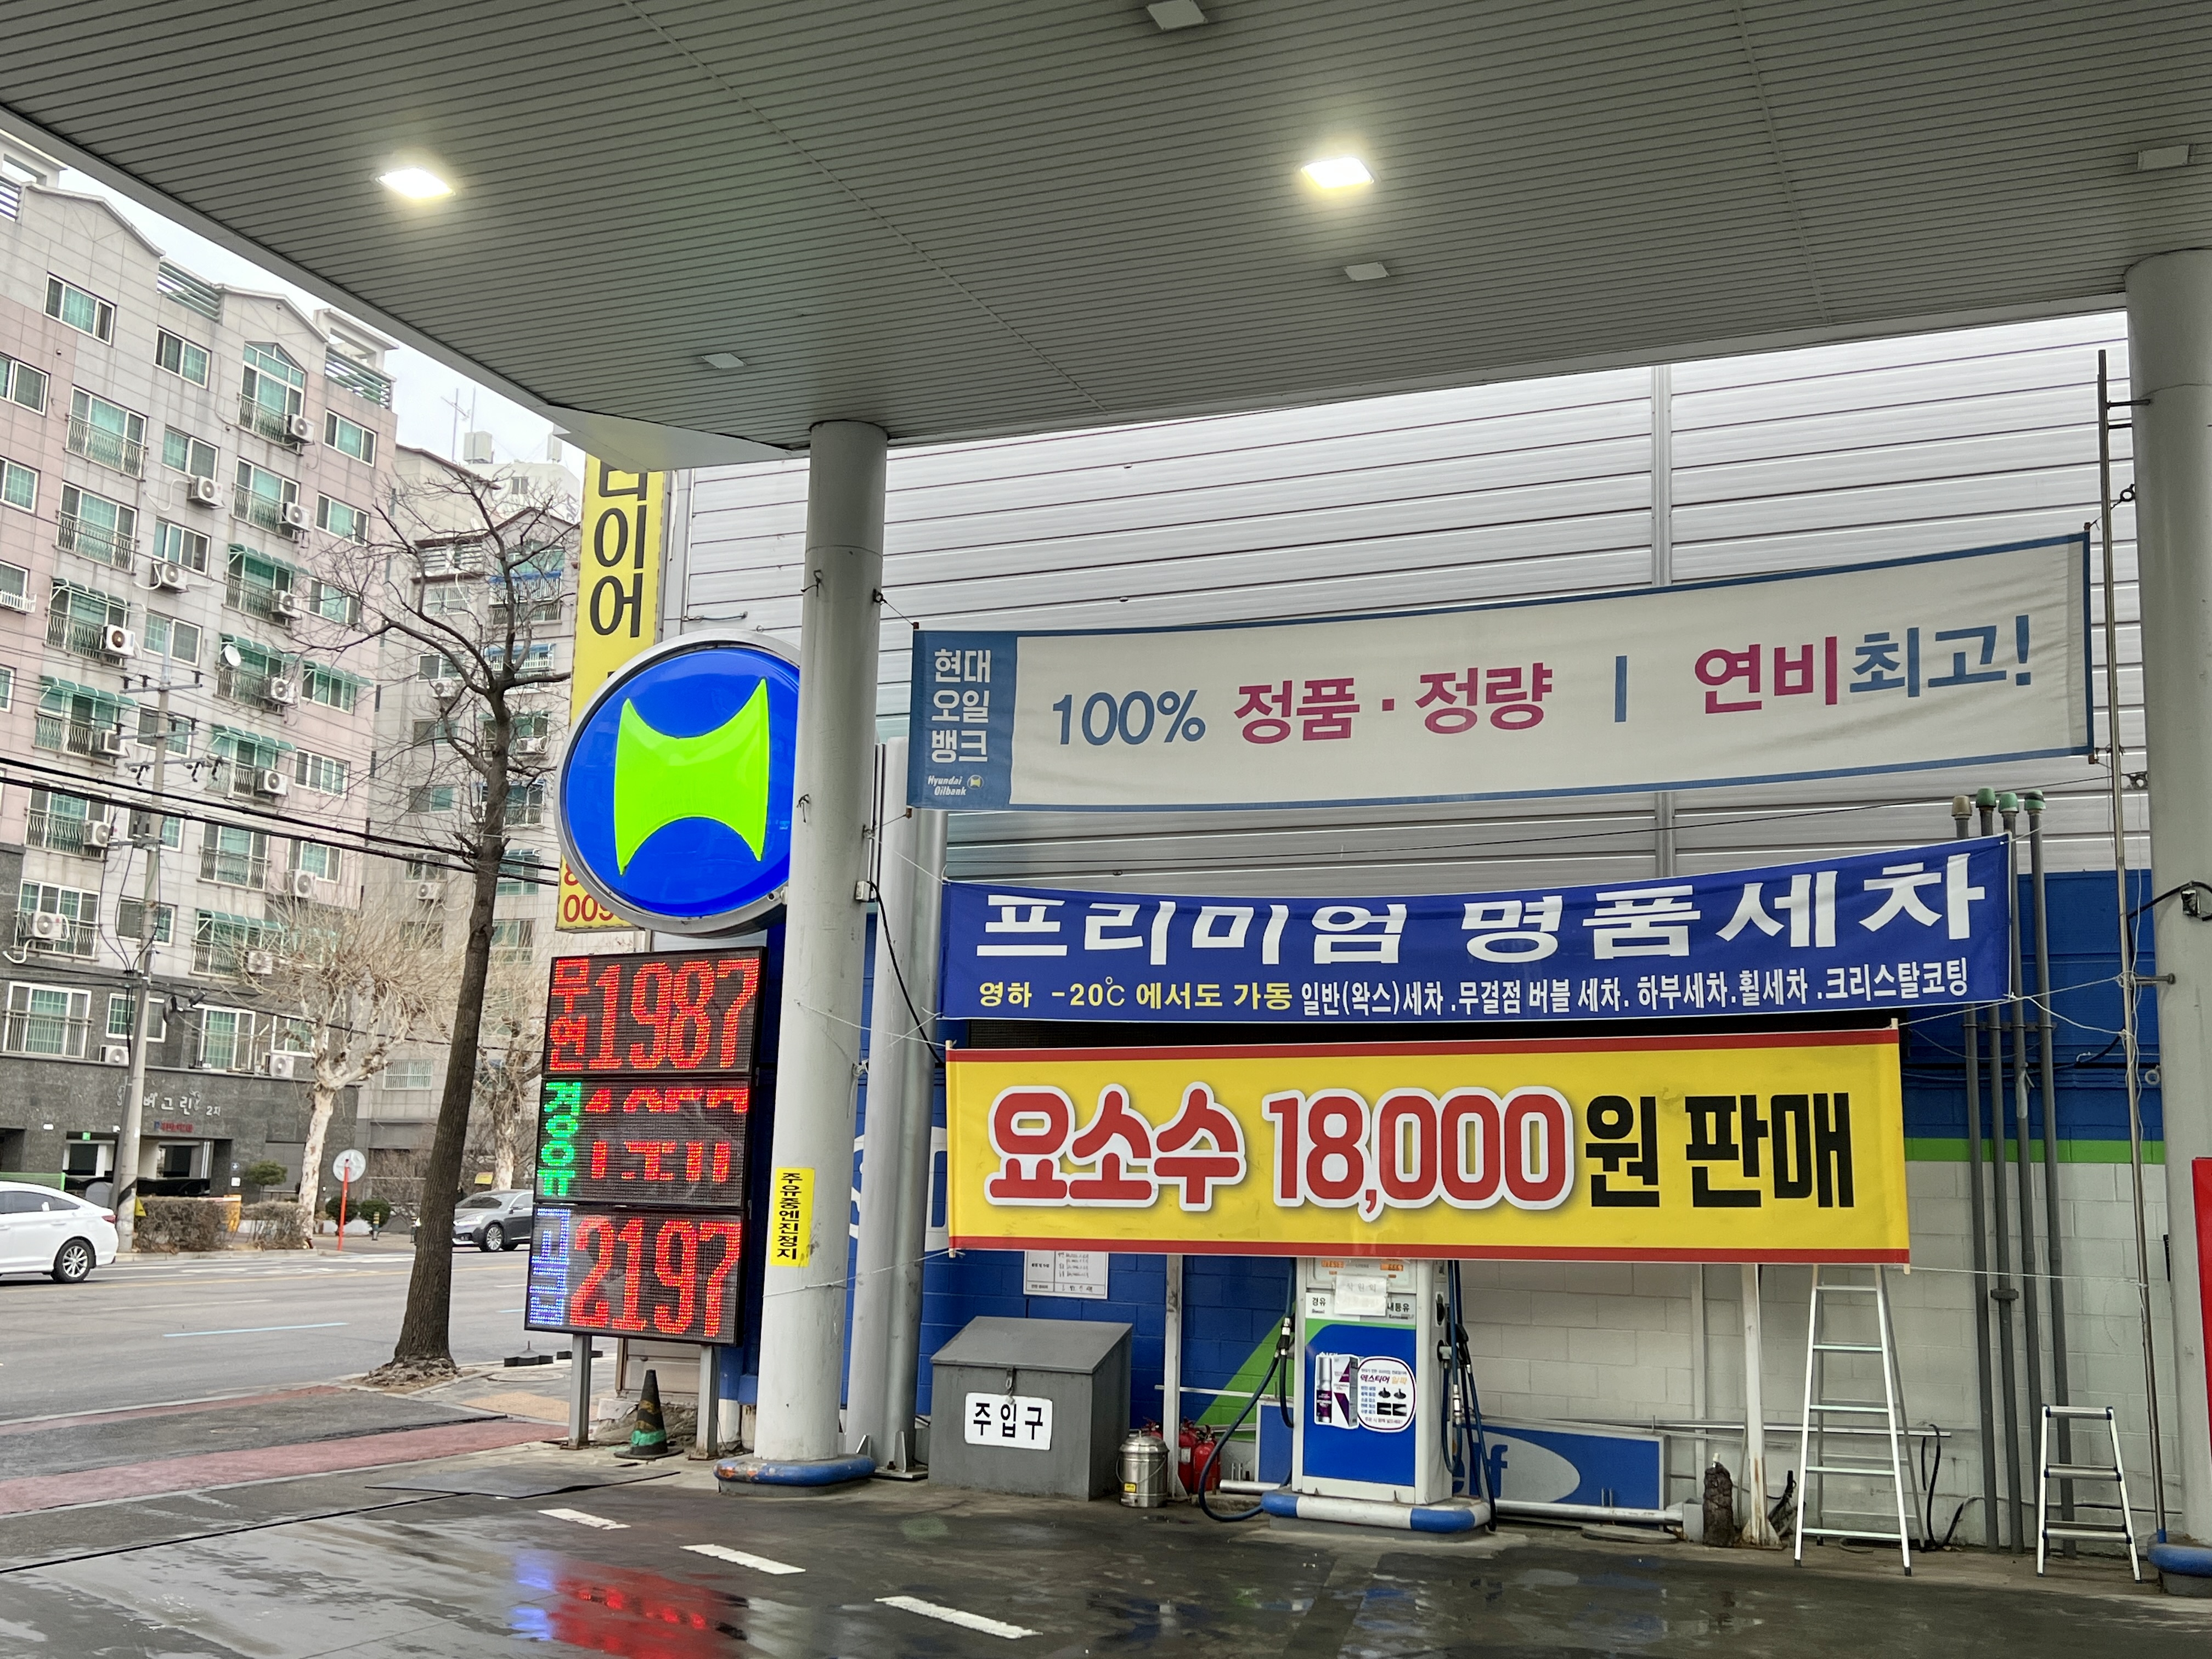 타이어
009
무연 1987
경유
2197
주유중엔진정지
현대
오일
뱅크
Hyundai
Oilbank
100% 정품·정량 | 연비최고!
프리미엄 명품세차
영하 -20℃ 에서도 가동 일반(왁스)세차 .무결점 버블 세차. 하부세차.휠세차 .크리스탈코팅
요소수 18,000원 판매
경유
주입구
elf